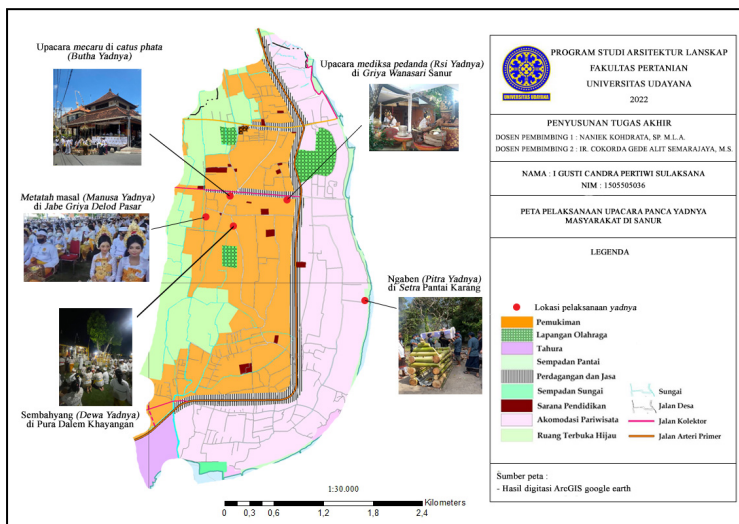 Upacara mecaru di catus phata
(Butha Yadnya)
Upacara mediksa pedanda (Rsi Yadnya)
di Griya Wanasari Sanur
Metatah masal (Manusa Yadnya)
di Jabe Griya Delod Pasar
Ngaben (Pitra Yadnya)
di Setra Pantai Karang
Sembahyang (Dewa Yadnya)
di Pura Dalem Khayangan
1:30.000
Kilometers
0 0,3 0,6 1,2 1,8 2,4
UNIVERSITAS UDAYANA
PROGRAM STUDI ARSITEKTUR LANSKAP
FAKULTAS PERTANIAN
UNIVERSITAS UDAYANA
2022
PENYUSUNAN TUGAS AKHIR
DOSEN PEMBIMBING 1 : NANIEK KOHDRATA, SP. M.L.A.
DOSEN PEMBIMBING 2 : IR. COKORDA GEDE ALIT SEMARAJAYA, M.S.
NAMA : I GUSTI CANDRA PERTIWI SULAKSANA
NIM : 1505505036
PETA PELAKSANAAN UPACARA PANCA YADNYA
MASYARAKAT DI SANUR
LEGENDA
Lokasi pelaksanaan yadnya
Pemukiman
Lapangan Olahraga
Tahura
Sempadan Pantai
Perdagangan dan Jasa
Sempadan Sungai
Sarana Pendidikan
Akomodasi Pariwisata
Ruang Terbuka Hijau
Sungai
Jalan Desa
Jalan Kolektor
Jalan Arteri Primer
Sumber peta :
- Hasil digitasi ArcGIS google earth